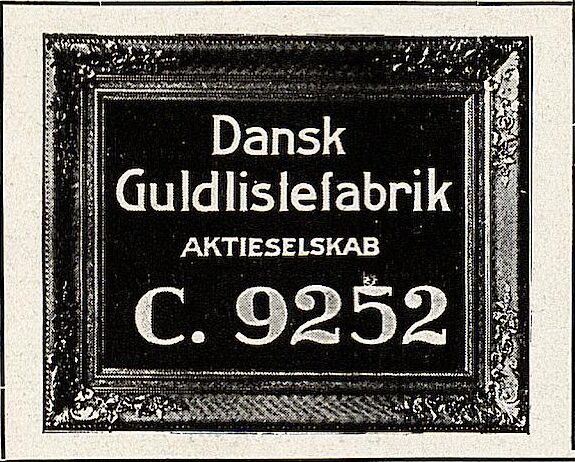 Dansk
Guldlistefabrik
AKTIESELSKAB
C. 9252